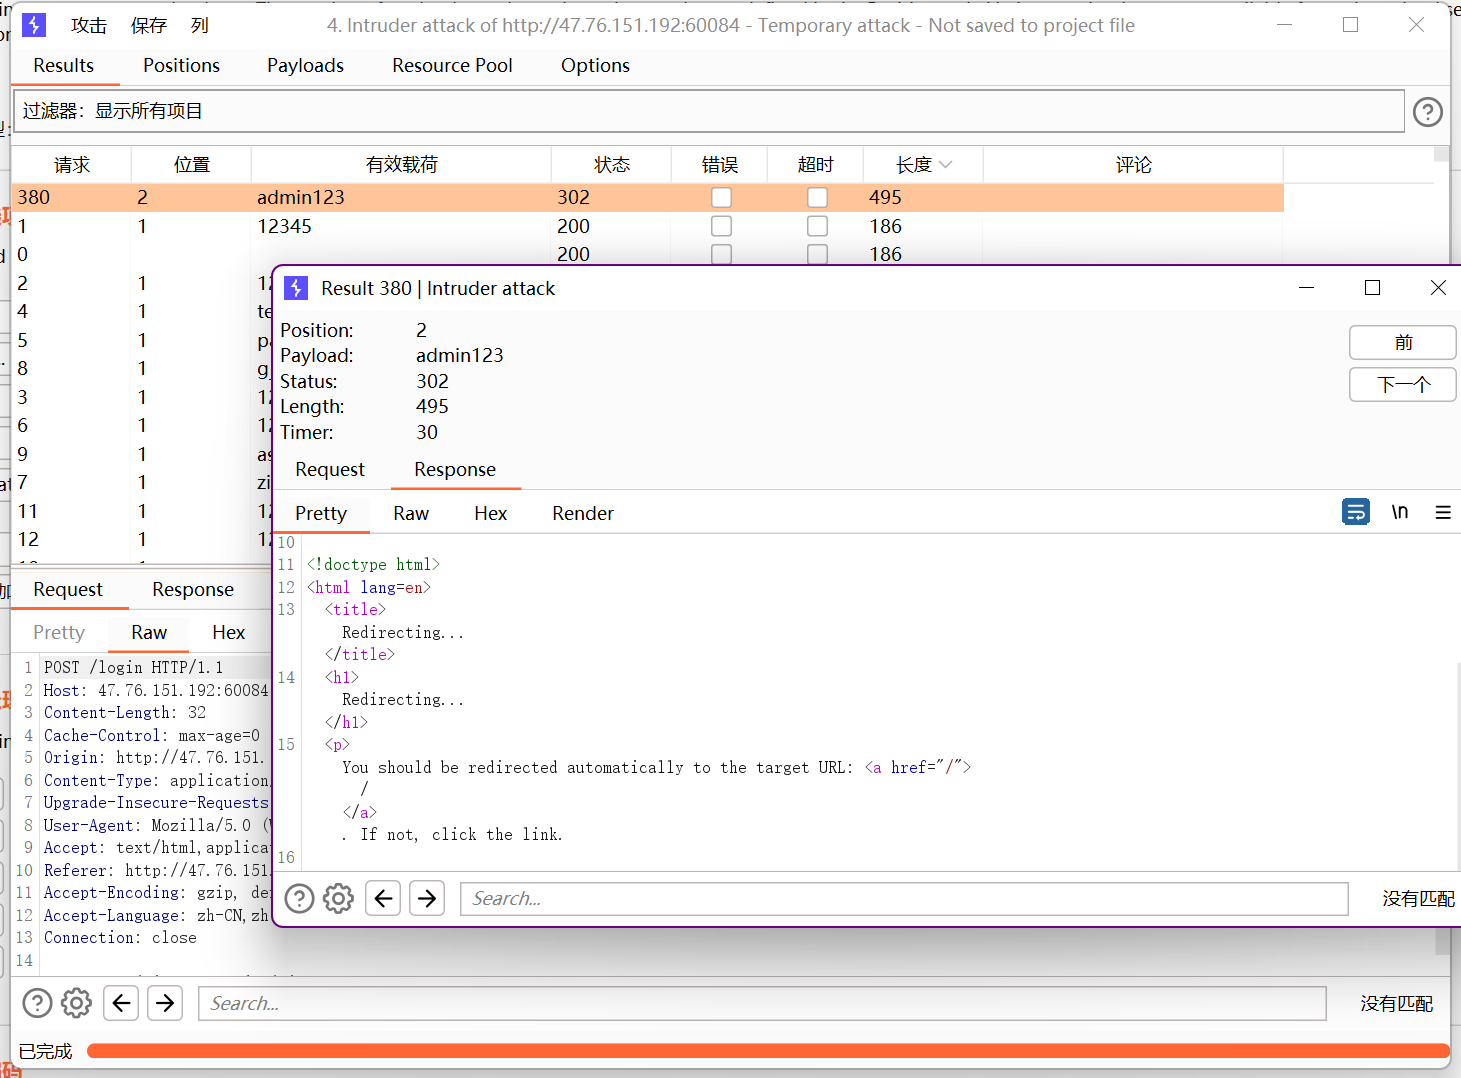 攻击 保存 列 4. Intruder attack of http://47.76.151.192:60084 - Temporary attack - Not saved to project file
Results Positions Payloads Resource Pool Options
过滤器：显示所有项目
请求 位置 有效载荷 状态 错误 超时 长度 评论
380 2 admin123 302 495
1 1 12345 200 186
0 200 186
2 1
4 1 te
5 1
8 1
3 1
6 1
9 1 as
7 1 zi
11 1
12 1
Result 380 | Intruder attack
Position: 2
Payload: admin123
Status: 302
Length: 495
Timer: 30
前
下一个
Request Response
Pretty Raw Hex Render
\n
10
11 <!doctype html>
12 <html lang=en>
13 <title>
Redirecting...
</title>
14 <h1>
Redirecting...
</h1>
15 <p>
You should be redirected automatically to the target URL: <a href="/">
/
</a>
. If not, click the link.
16
Search...
没有匹配
Request Response
Pretty Raw Hex
1 POST /login HTTP/1.1
2 Host: 47.76.151.192:60084
3 Content-Length: 32
4 Cache-Control: max-age=0
5 Origin: http://47.76.151.
6 Content-Type: application
7 Upgrade-Insecure-Requests
8 User-Agent: Mozilla/5.0
9 Accept: text/html,applica
10 Referer: http://47.76.151
11 Accept-Encoding: gzip, de
12 Accept-Language: zh-CN,zh
13 Connection: close
14
Search...
没有匹配
已完成